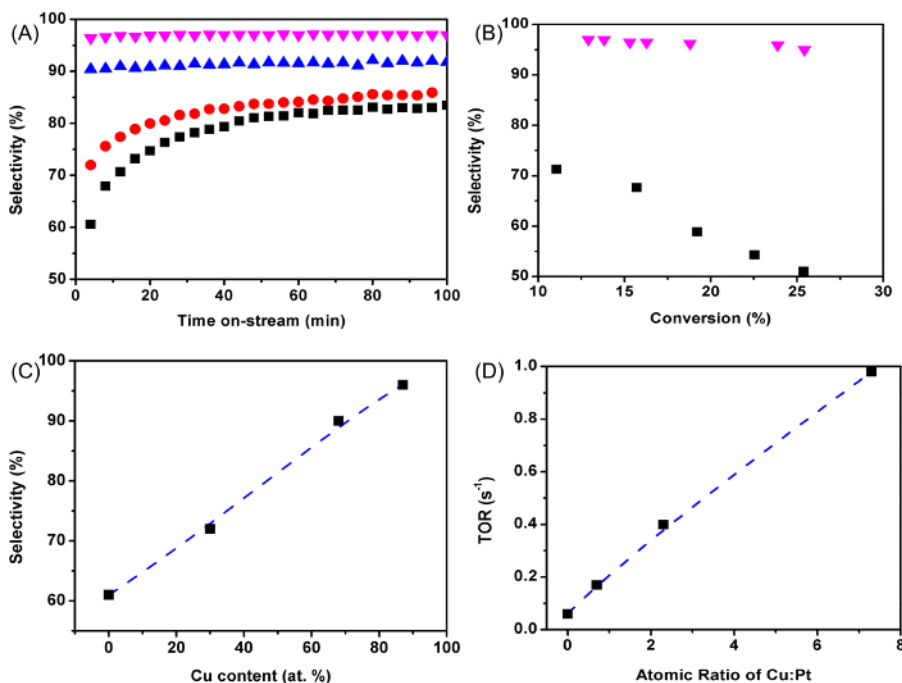 (A)
100
90
80
70
60
50
Selectivity (%)
0 20 40 60 80 100
Time on-stream (min)
(B)
100
90
80
70
60
50
Selectivity (%)
10 15 20 25 30
Conversion (%)
(C)
100
90
80
70
60
Selectivity (%)
0 20 40 60 80 100
Cu content (at. %)
(D)
1.0
0.8
0.6
0.4
0.2
0.0
TOR (s⁻¹)
0 2 4 6 8
Atomic Ratio of Cu:Pt